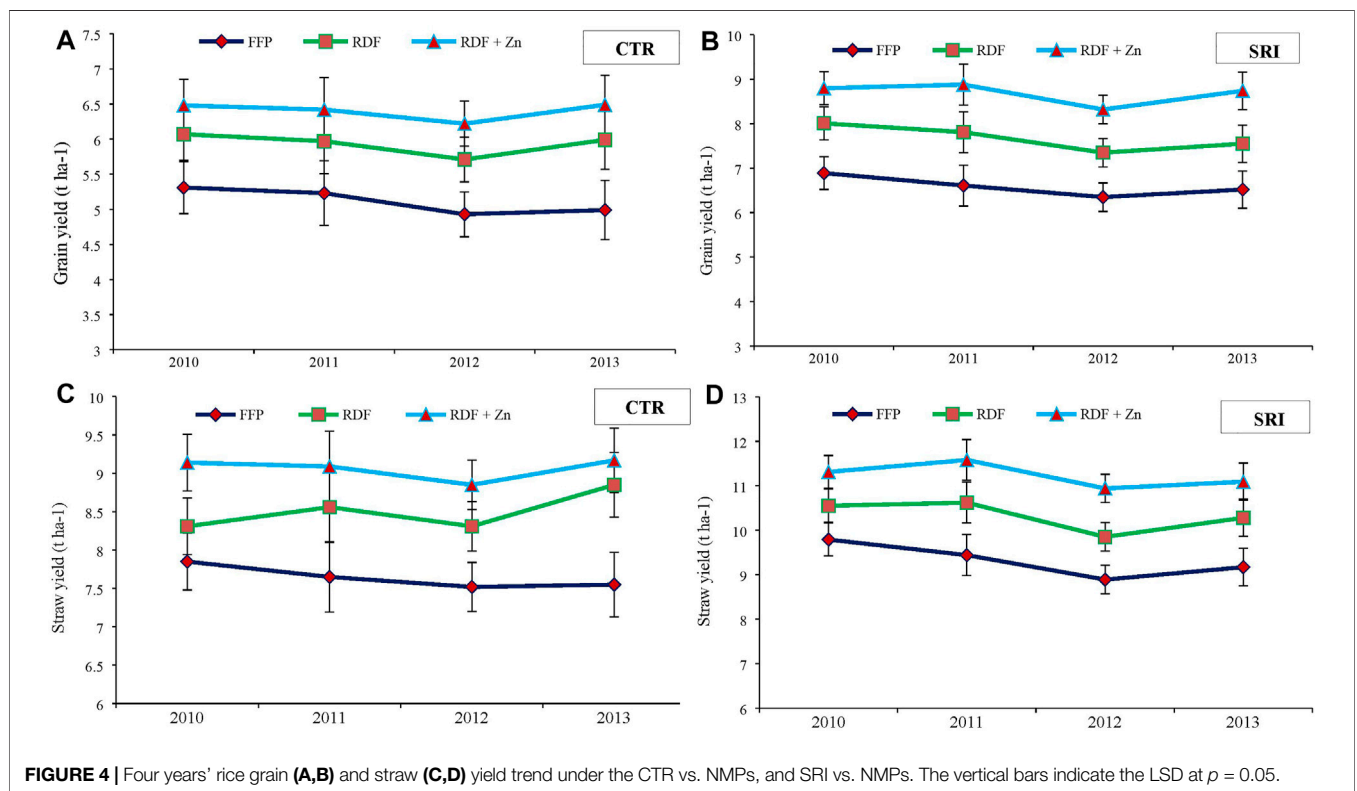 A
FFP
RDF
RDF + Zn
CTR
Grain yield (t ha-1)
7.5
7
6.5
6
5.5
5
4.5
4
3.5
3
2010
2011
2012
2013
B
FFP
RDF
RDF + Zn
SRI
Grain yield (t ha-1)
10
9
8
7
6
5
4
3
2010
2011
2012
2013
C
FFP
RDF
RDF + Zn
CTR
Straw yield (t ha-1)
10
9.5
9
8.5
8
7.5
7
6.5
6
2010
2011
2012
2013
D
FFP
RDF
RDF + Zn
SRI
Straw yield (t ha-1)
13
12
11
10
9
8
7
6
2010
2011
2012
2013
FIGURE 4 | Four years’ rice grain (A,B) and straw (C,D) yield trend under the CTR vs. NMPs, and SRI vs. NMPs. The vertical bars indicate the LSD at p = 0.05.